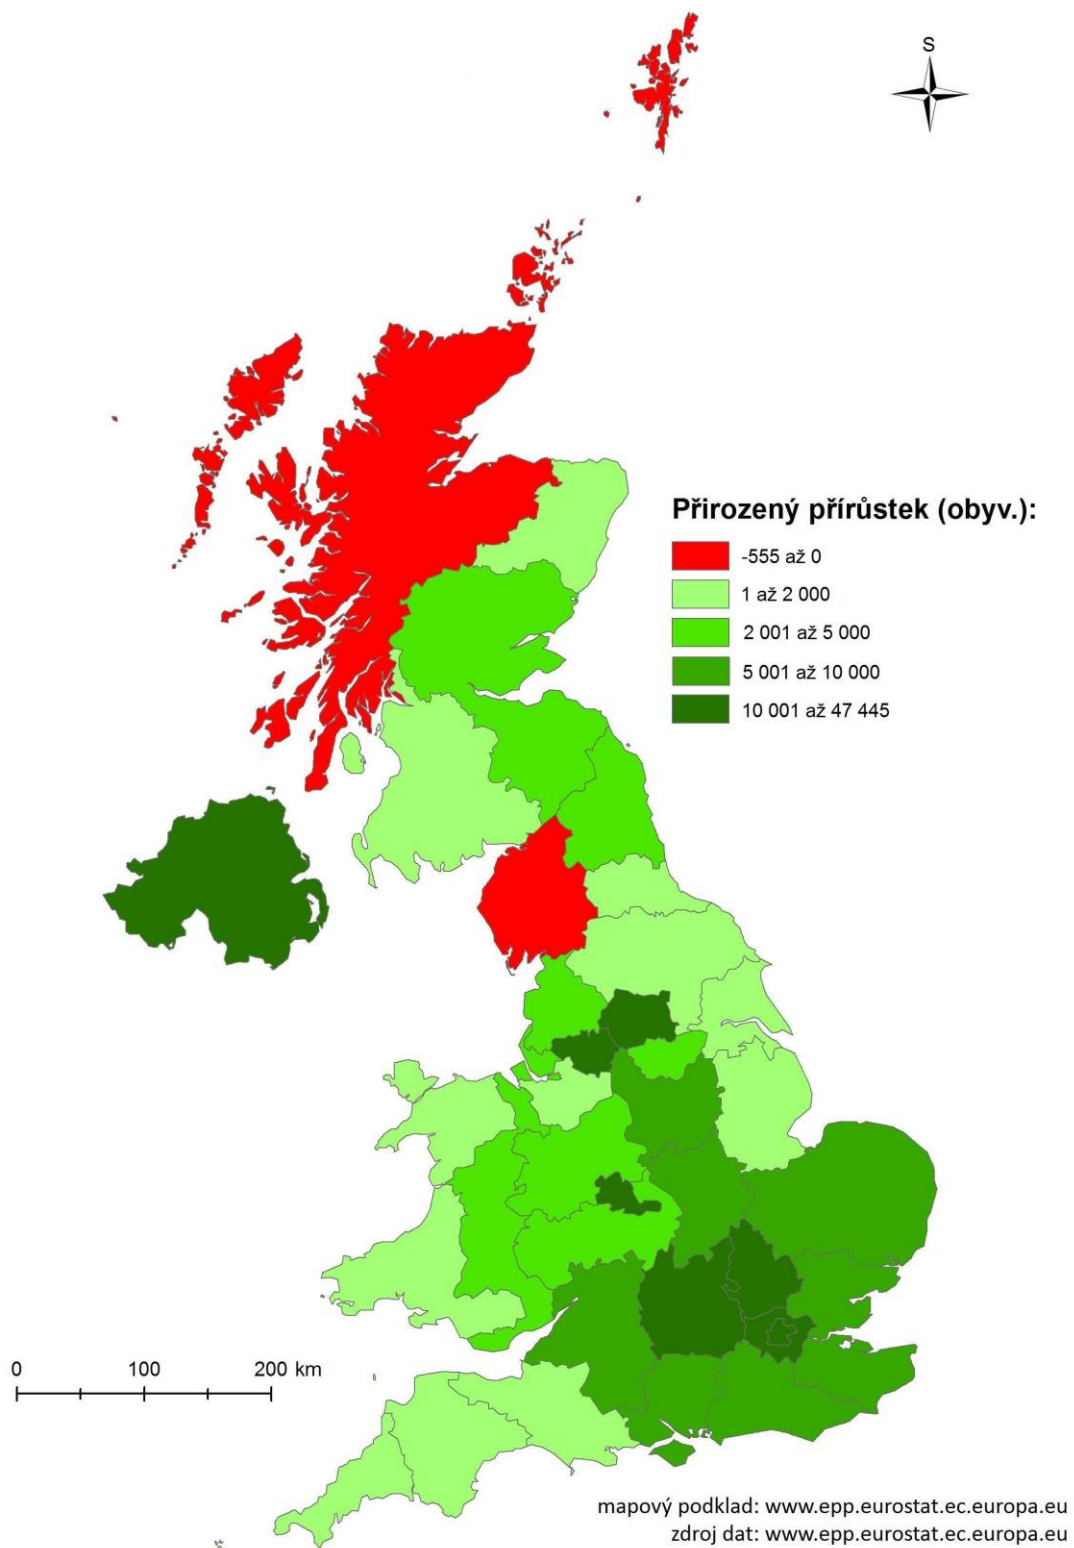 S
Přirozený přírůstek (obyv.):
-555 až 0
1 až 2 000
2 001 až 5 000
5 001 až 10 000
10 001 až 47 445
0 100 200 km
mapový podklad: www.epp.eurostat.ec.europa.eu
zdroj dat: www.epp.eurostat.ec.europa.eu